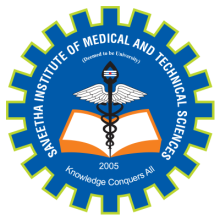 SAVEETHA INSTITUTE OF MEDICAL AND TECHNICAL SCIENCES
(Deemed to be University)
2005
Knowledge Conquers All